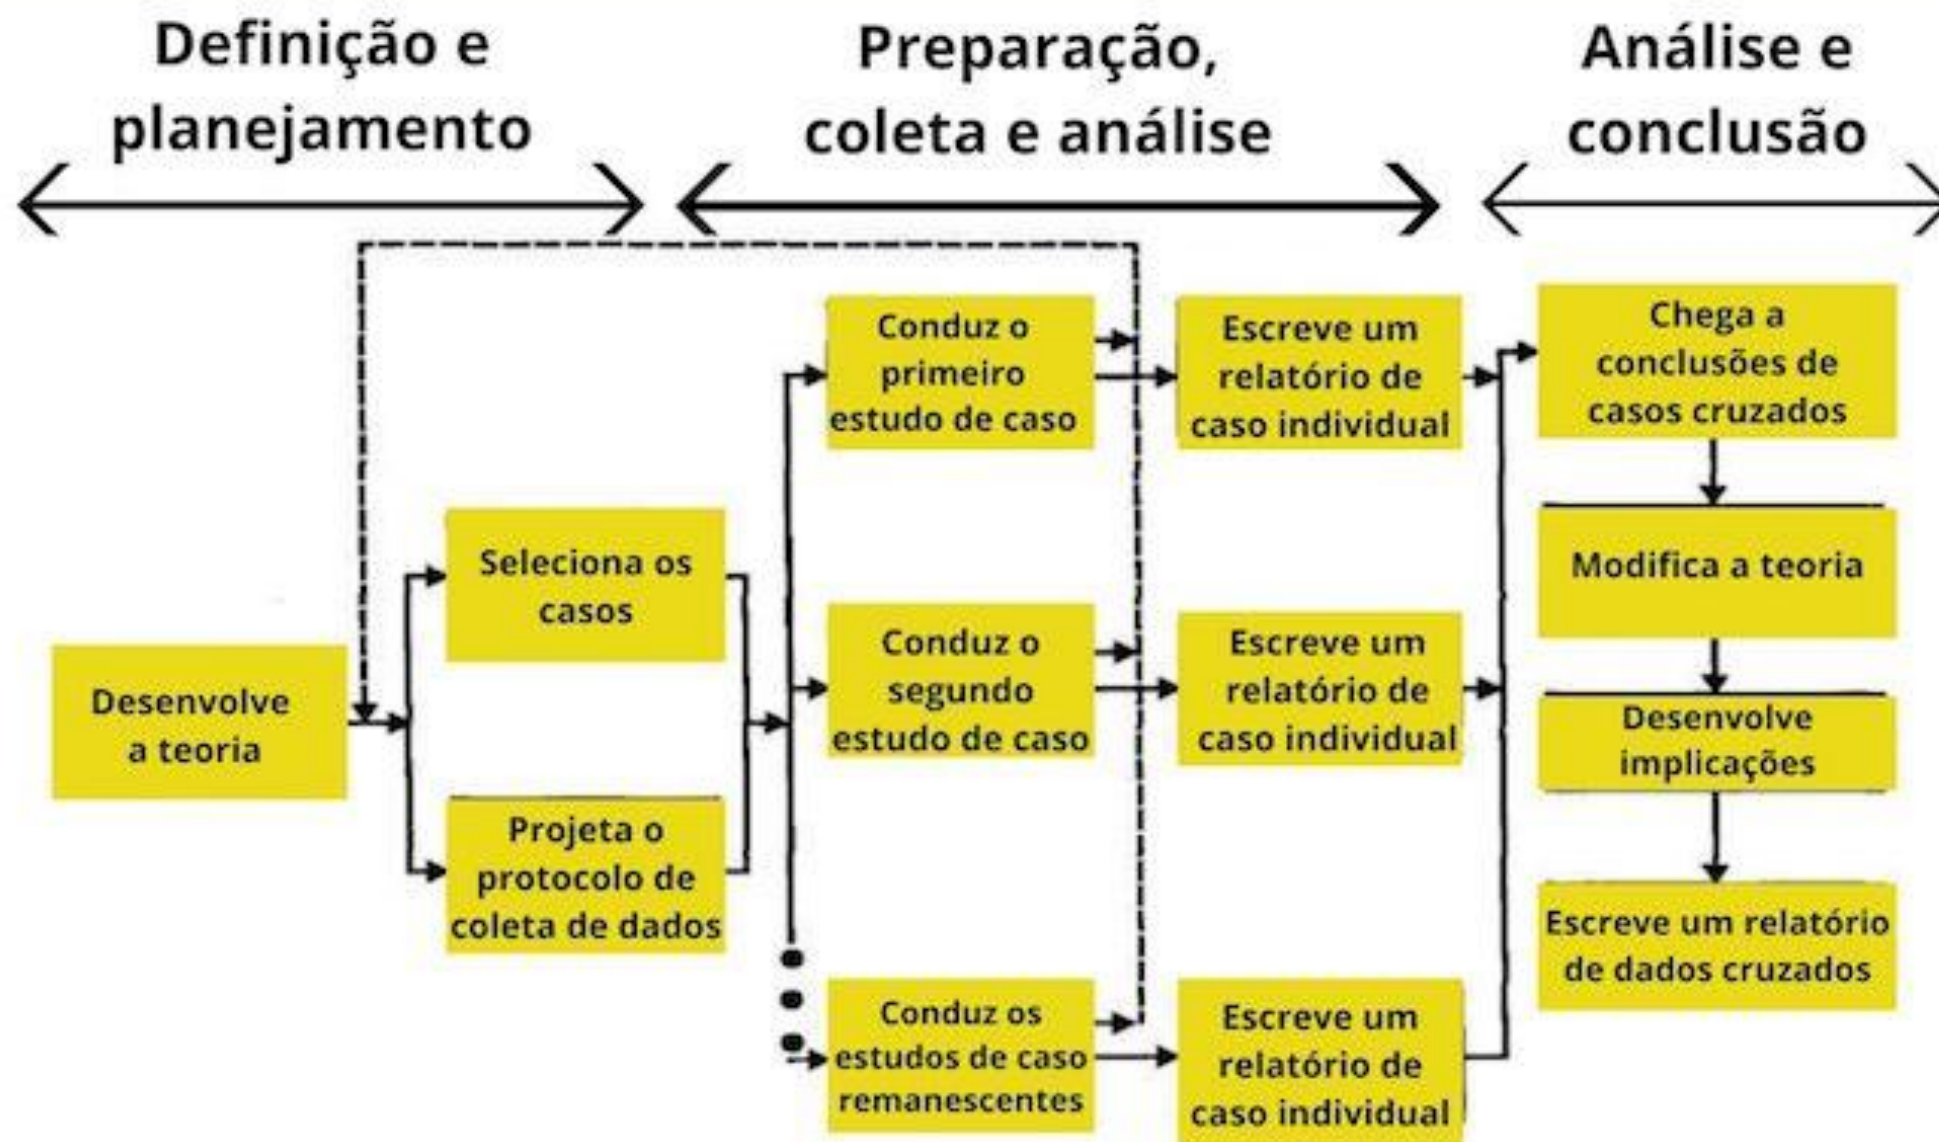 Definição e
planejamento
Preparação,
coleta e análise
Análise e
conclusão
Desenvolve
a teoria
Seleciona os
casos
Projeta o
protocolo de
coleta de dados
Conduz o
primeiro
estudo de caso
Conduz o
segundo
estudo de caso
Conduz os
estudos de caso
remanescentes
Escreve um
relatório de
caso individual
Escreve um
relatório de
caso individual
Escreve um
relatório de
caso individual
Chega a
conclusões de
casos cruzados
Modifica a teoria
Desenvolve
implicações
Escreve um relatório
de dados cruzados